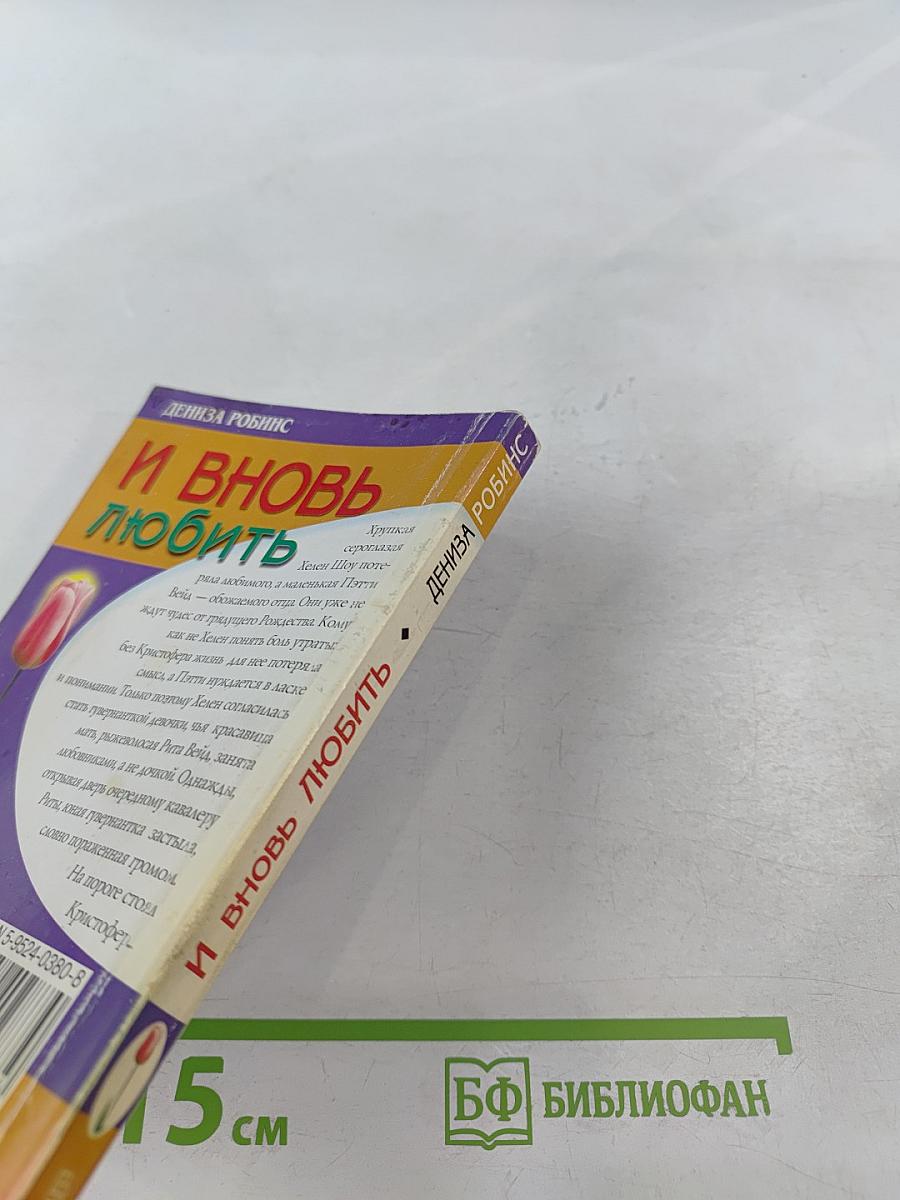 ДЕНИЗА РОБИНС
И ВНОВЬ
ЛЮБИТЬ
Хрупкая
сероглазая
Хелен Шоу поте-
ряла любимого, а маленькая Пэтти
Вейд — обожаемого отца. Они уже не
ждут чудес от грядущего Рождества. Кому
как не Хелен понять боль утраты:
без Кристофера жизнь для нее потеряла
смысл, а Пэтти нуждается в ласке
и понимании. Только поэтому Хелен согласилась
стать гувернанткой девочки, чья красавица
мать, рыжеволосая Рита Вейд, занята
любовниками, а не дочкой. Однажды,
открывая дверь очередному кавалеру
Риты, юная гувернантка застыла,
словно пораженная громом.
На пороге стоял
Кристофер...
N 5-9524-0380-8
И ВНОВЬ ЛЮБИТЬ • ДЕНИЗА РОБИНС
15 см
БФ БИБЛИОФАН